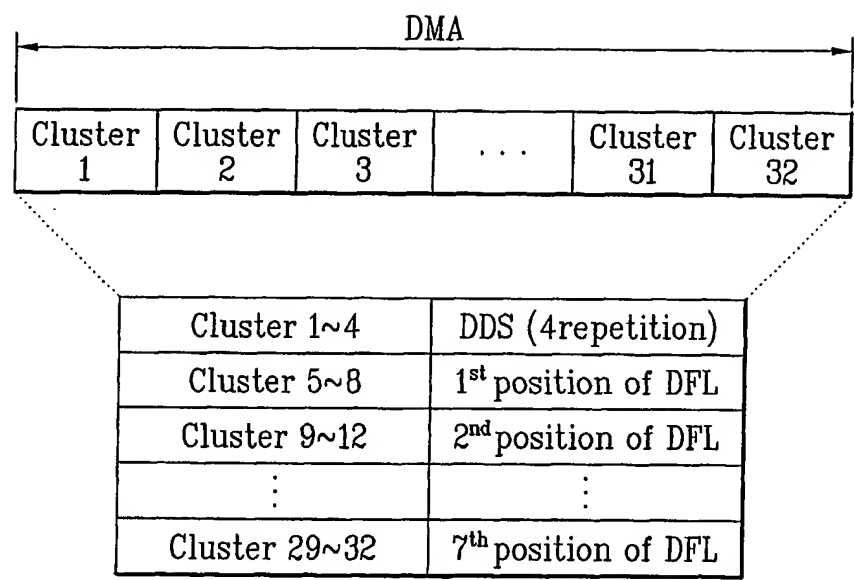 DMA
Cluster 1 Cluster 2 Cluster 3 ... Cluster 31 Cluster 32
Cluster 1~4 DDS (4repetition)
Cluster 5~8 1st position of DFL
Cluster 9~12 2nd position of DFL
⋮ ⋮
Cluster 29~32 7th position of DFL